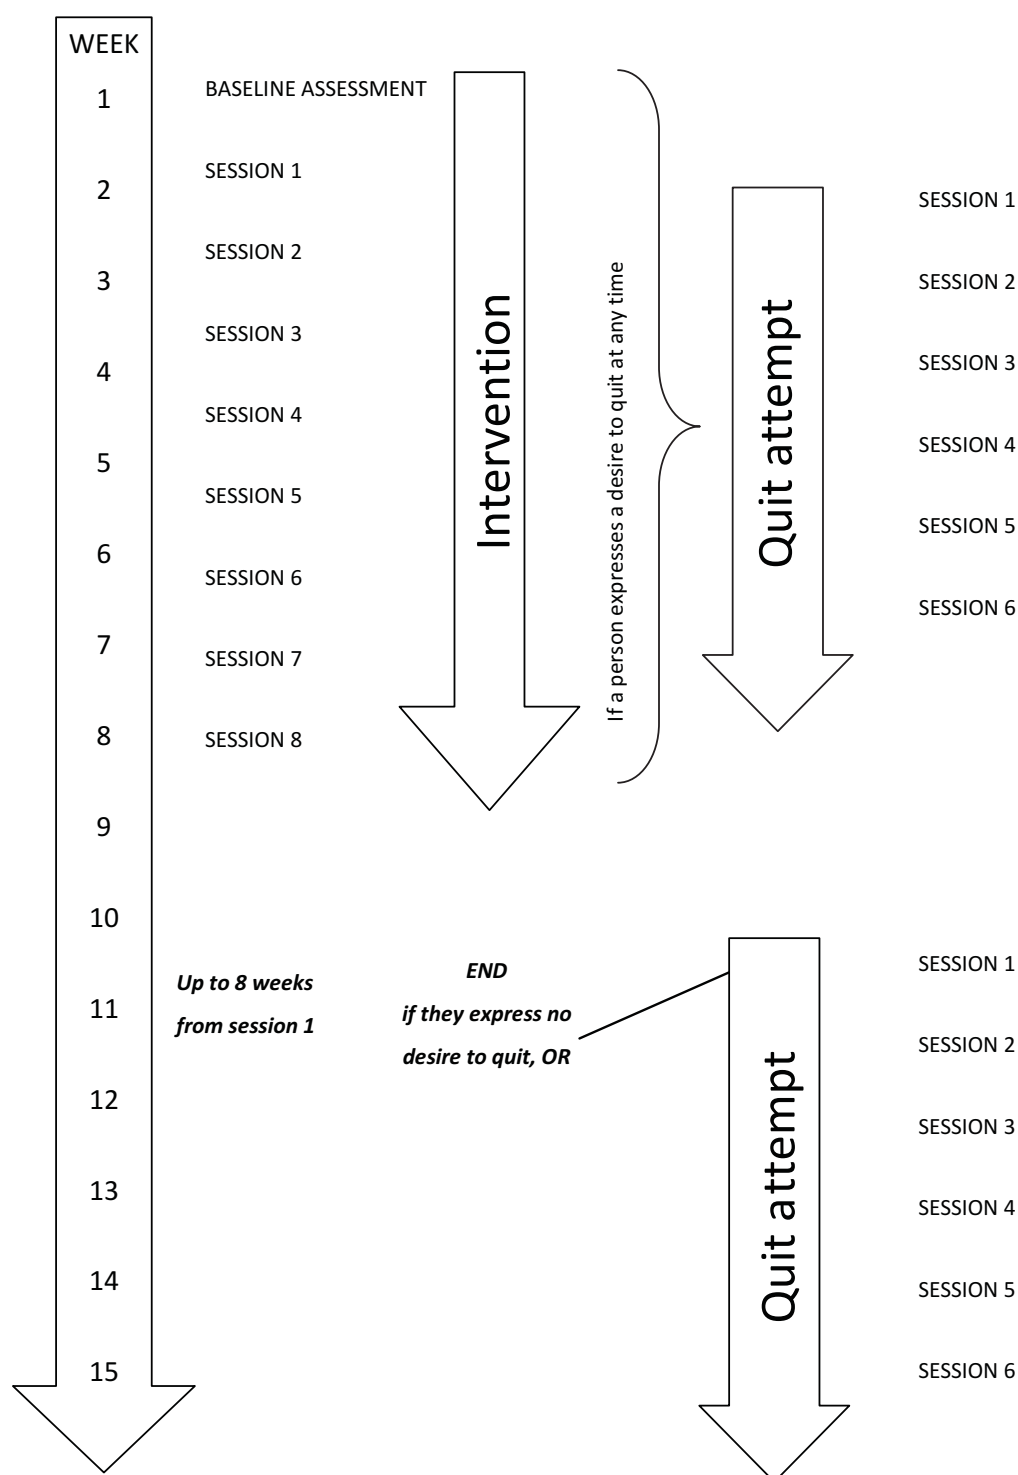 WEEK
1
2
3
4
5
6
7
8
9
10
11
12
13
14
15
BASELINE ASSESSMENT
SESSION 1
SESSION 2
SESSION 3
SESSION 4
SESSION 5
SESSION 6
SESSION 7
SESSION 8
Up to 8 weeks
from session 1
Intervention
If a person expresses a desire to quit at any time
Quit attempt
SESSION 1
SESSION 2
SESSION 3
SESSION 4
SESSION 5
SESSION 6
END
if they express no
desire to quit, OR
Quit attempt
SESSION 1
SESSION 2
SESSION 3
SESSION 4
SESSION 5
SESSION 6